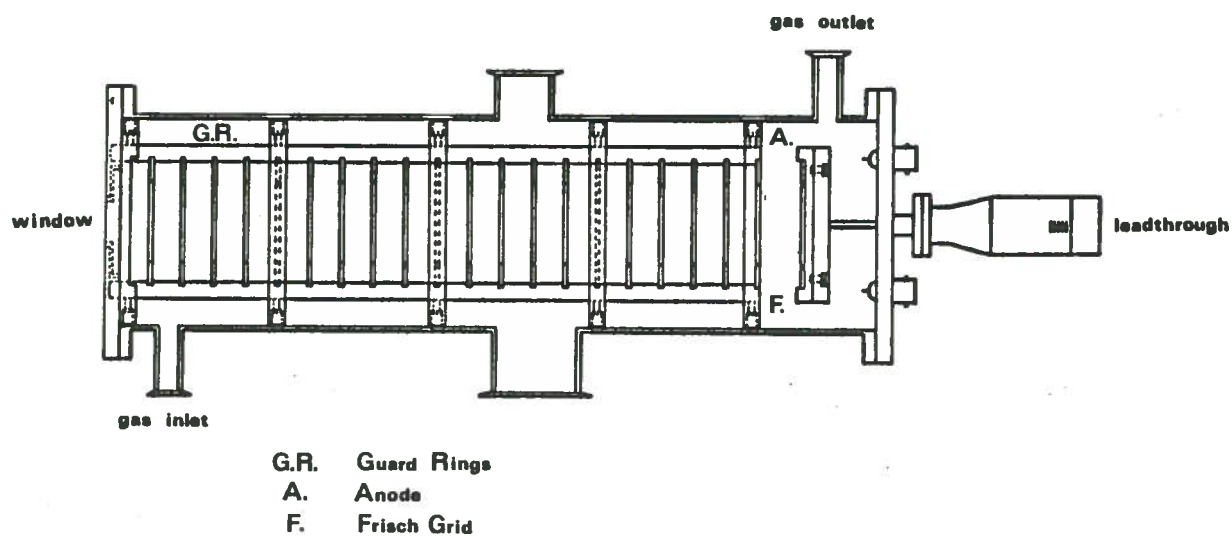 gas outlet
G.R.
A.
window
leadthrough
F.
gas inlet
G.R. Guard Rings
A. Anode
F. Frisch Grid